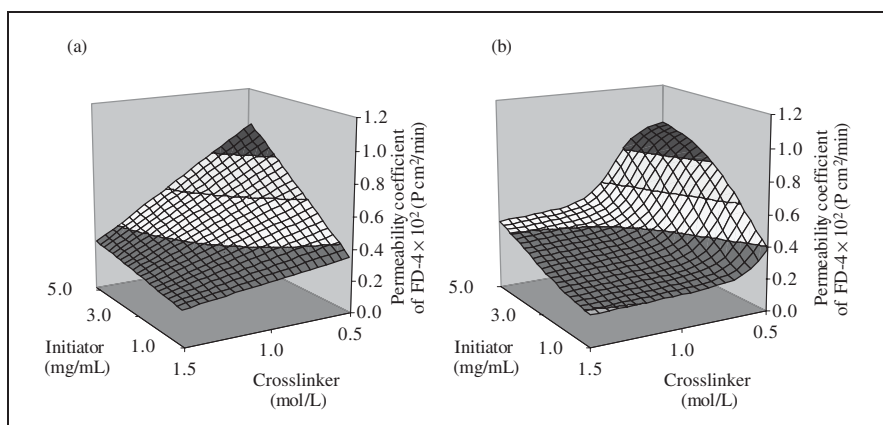 (a)
1.2
1.0
0.8
0.6
0.4
0.2
0.0
Permeability coefficient
of FD-4 × 10² (P cm²/min)
5.0
3.0
1.0
Initiator
(mg/mL)
1.5
1.0
0.5
Crosslinker
(mol/L)
(b)
1.2
1.0
0.8
0.6
0.4
0.2
0.0
Permeability coefficient
of FD-4 × 10² (P cm²/min)
5.0
3.0
1.0
Initiator
(mg/mL)
1.5
1.0
0.5
Crosslinker
(mol/L)